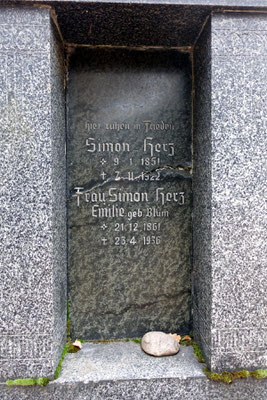 Hier ruhen in Frieden
Simon Herz
* 9. 1. 1851
† 2. 11. 1922
Frau Simon Herz
Emilie geb. Blum
* 21. 12. 1861
† 23. 4. 1936